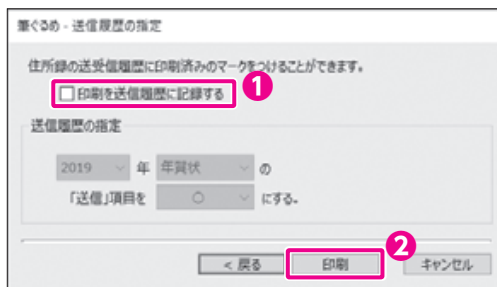 筆ぐるめ - 送信履歴の指定
住所録の送受信履歴に印刷済みのマークをつけることができます。
印刷を送信履歴に記録する
1
送信履歴の指定
2019 年 年賀状 の
「送信」項目を ○ にする。
2
< 戻る 印刷 キャンセル